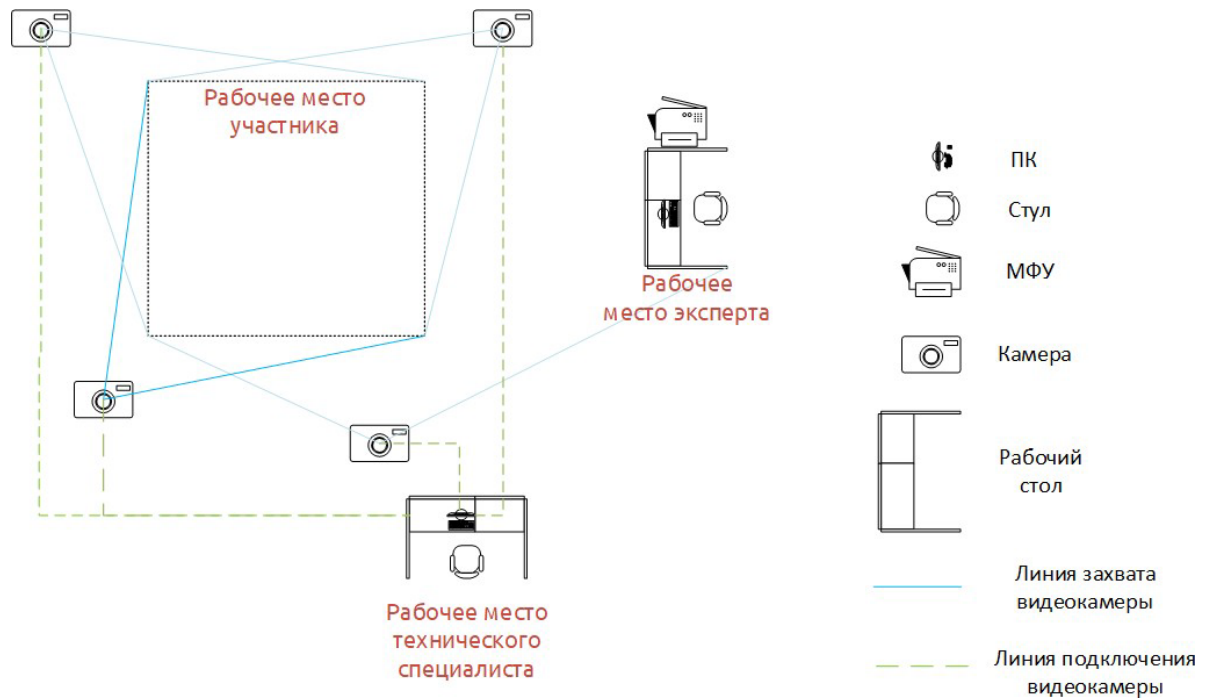 Рабочее место
участника
Рабочее
место эксперта
Рабочее место
технического
специалиста
ПК
Стул
МФУ
Камера
Рабочий
стол
Линия захвата
видеокамеры
Линия подключения
видеокамеры